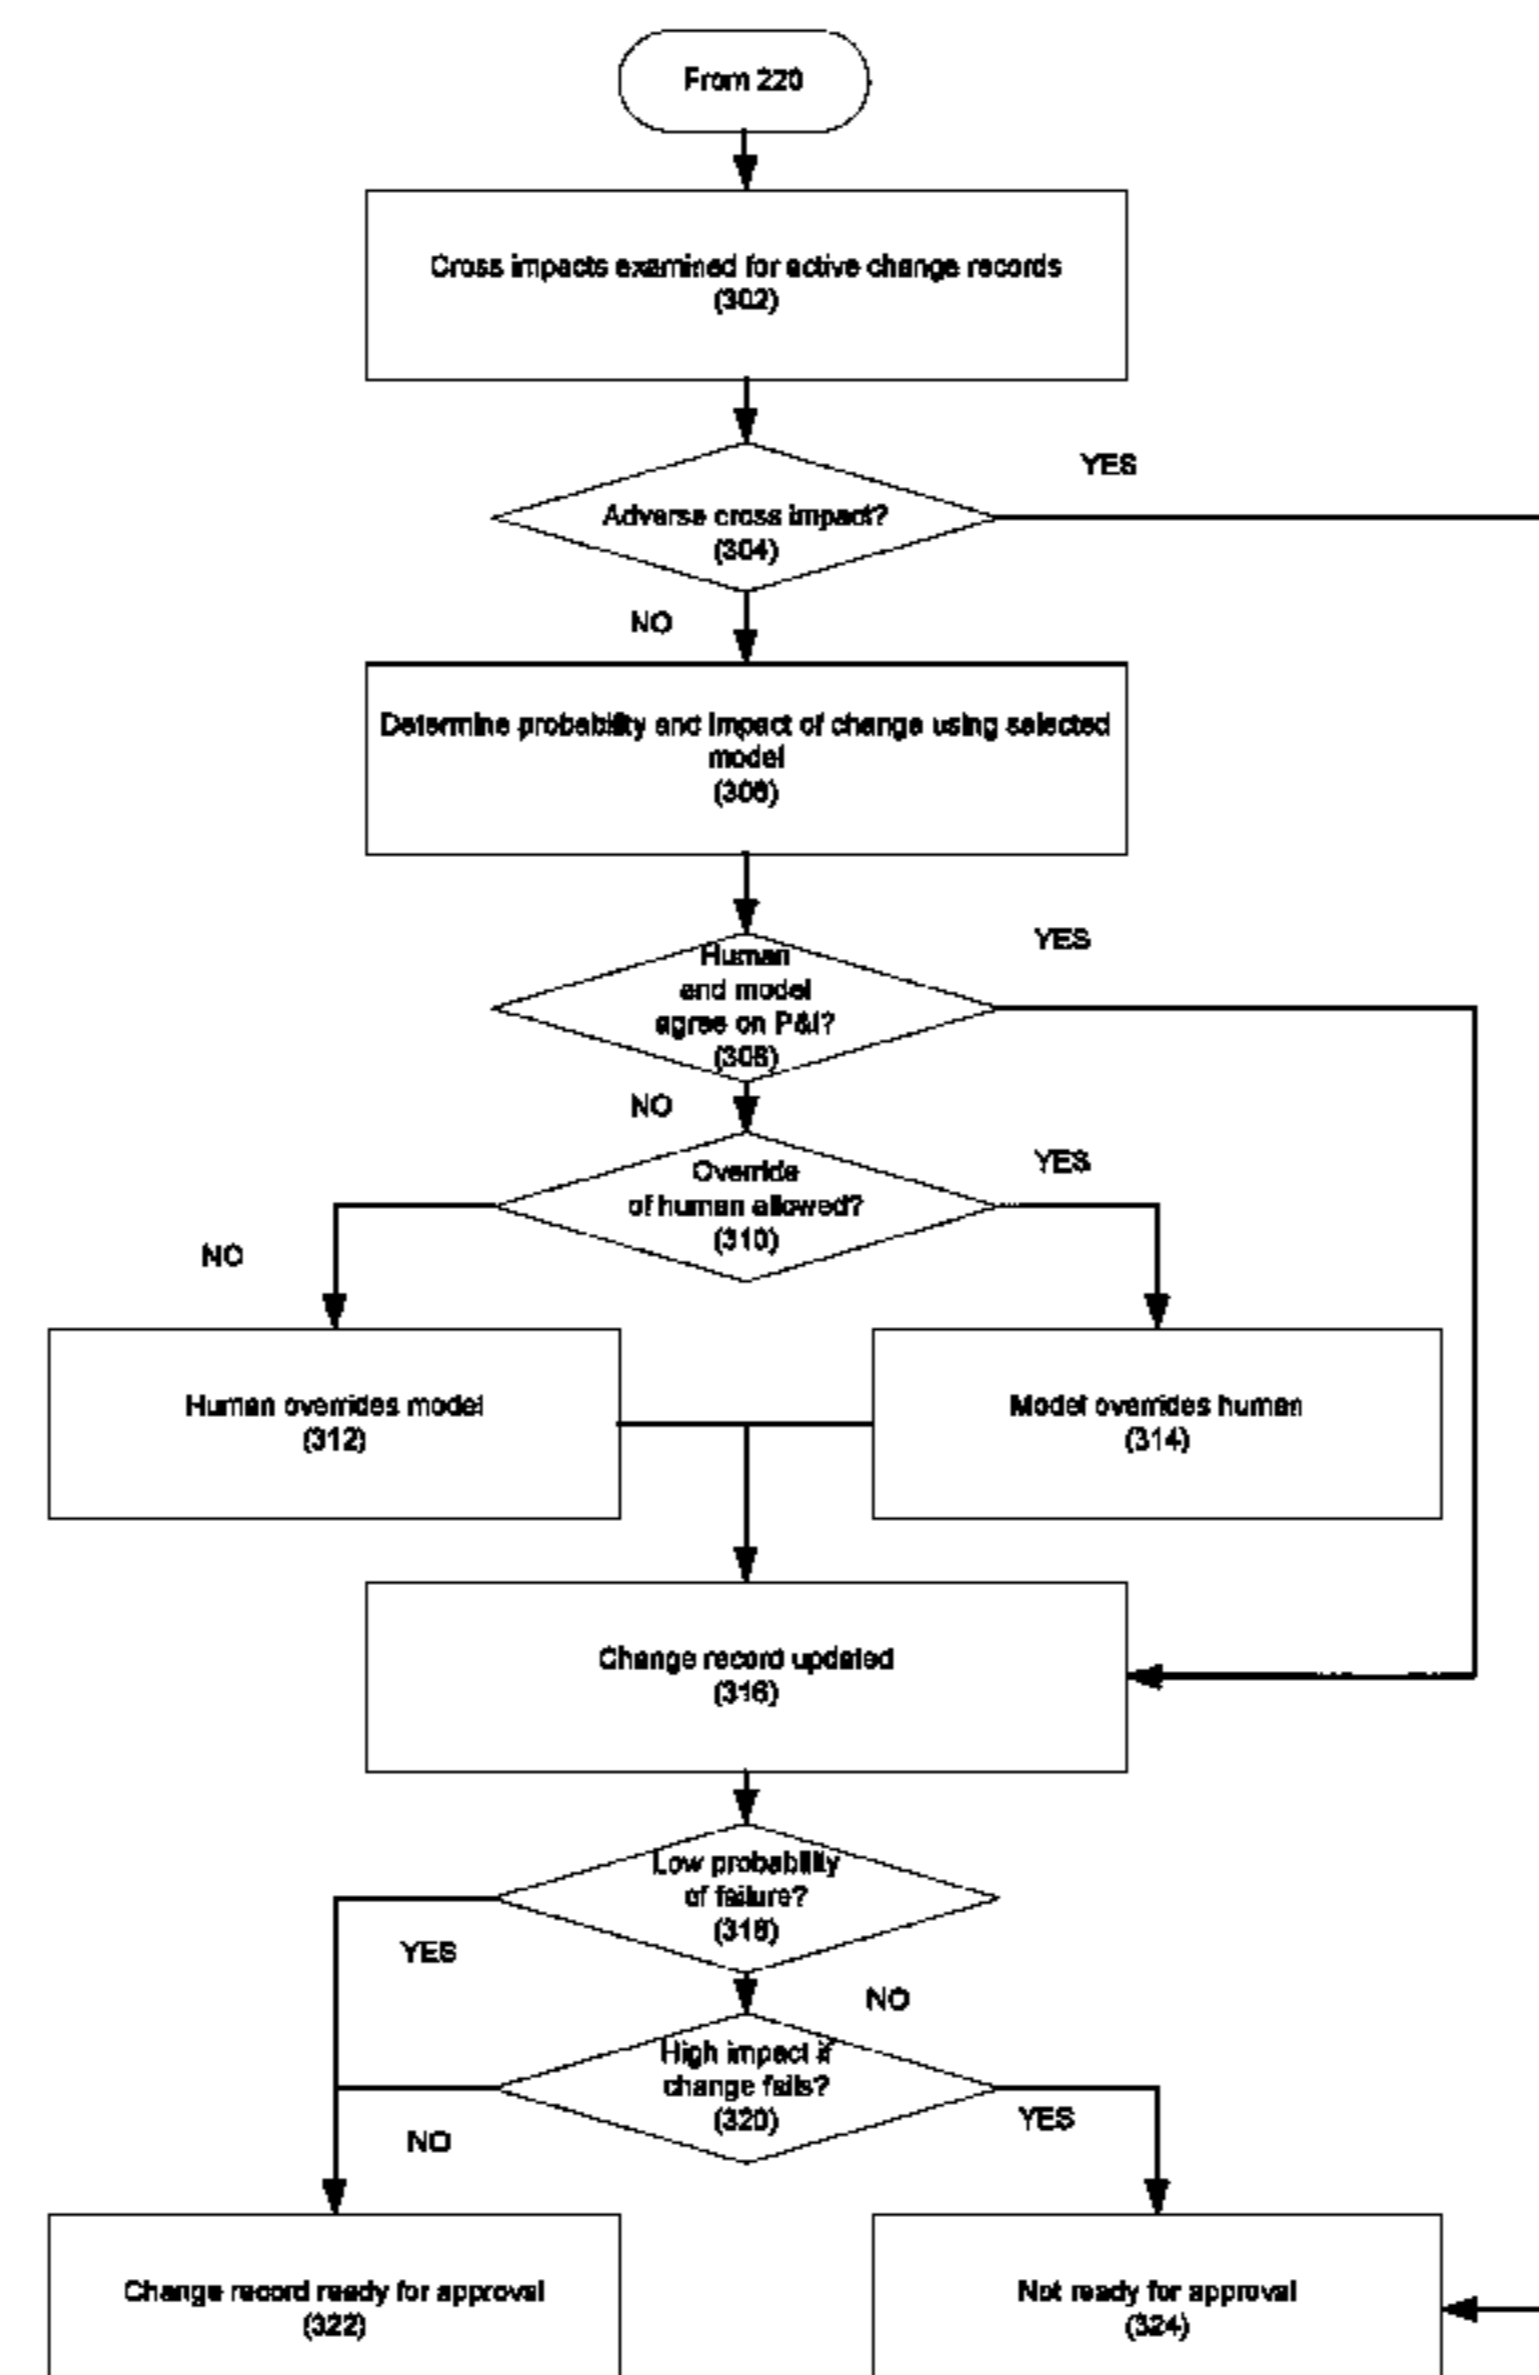 From 220
Cross impacts examined for active change records
(302)
YES
Adverse cross impact?
(304)
NO
Determine probability and impact of change using selected
model
(306)
YES
Human
and model
agree on P&I?
(308)
NO
YES
Override
of human allowed?
(310)
NO
Human overrides model
(312)
Model overrides human
(314)
Change record updated
(316)
Low probability
of failure?
(318)
YES
NO
High impact if
change fails?
(320)
YES
NO
Change record ready for approval
(322)
Not ready for approval
(324)